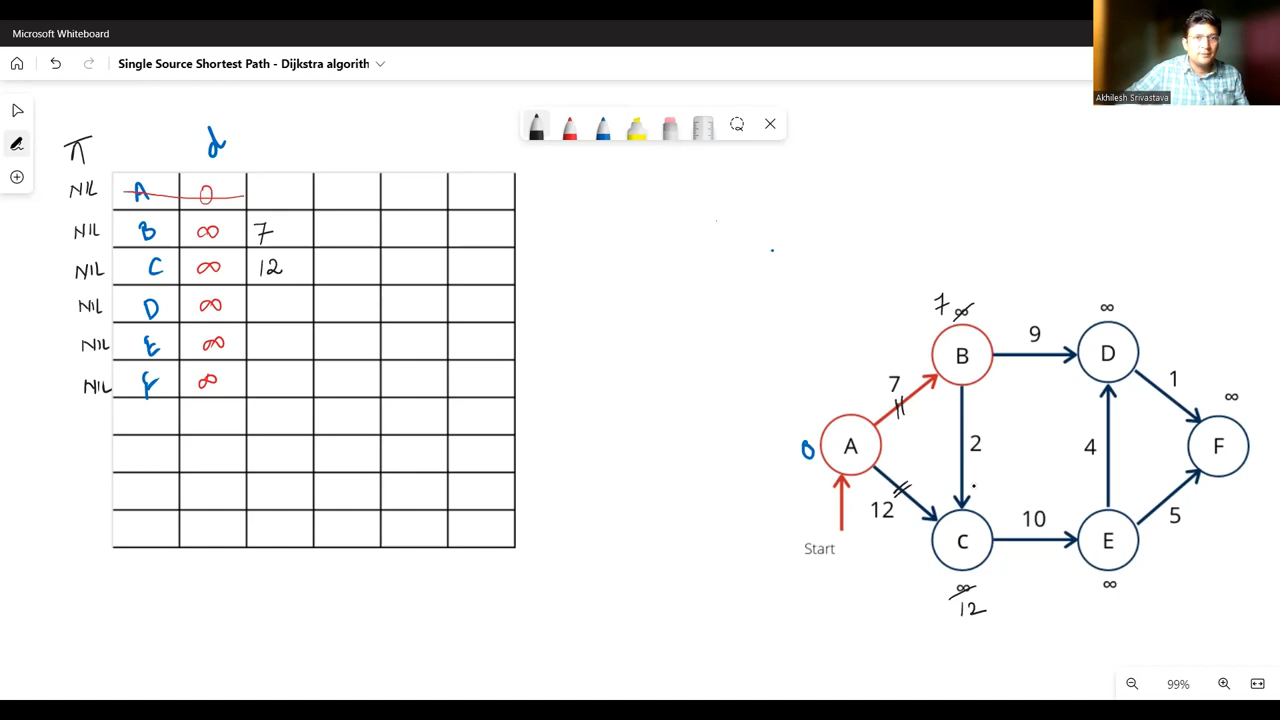 Microsoft Whiteboard
Single Source Shortest Path - Dijkstra algorith
Akhilesh Srivastava
π d
NIL A 0
NIL B ∞ 7
NIL C ∞ 12
NIL D ∞
NIL E ∞
NIL F ∞
7 ∞
∞
B 9 D
7 1
∞
0 A 2 4 F
12 10 5
C E
Start
∞
∞
12
99%